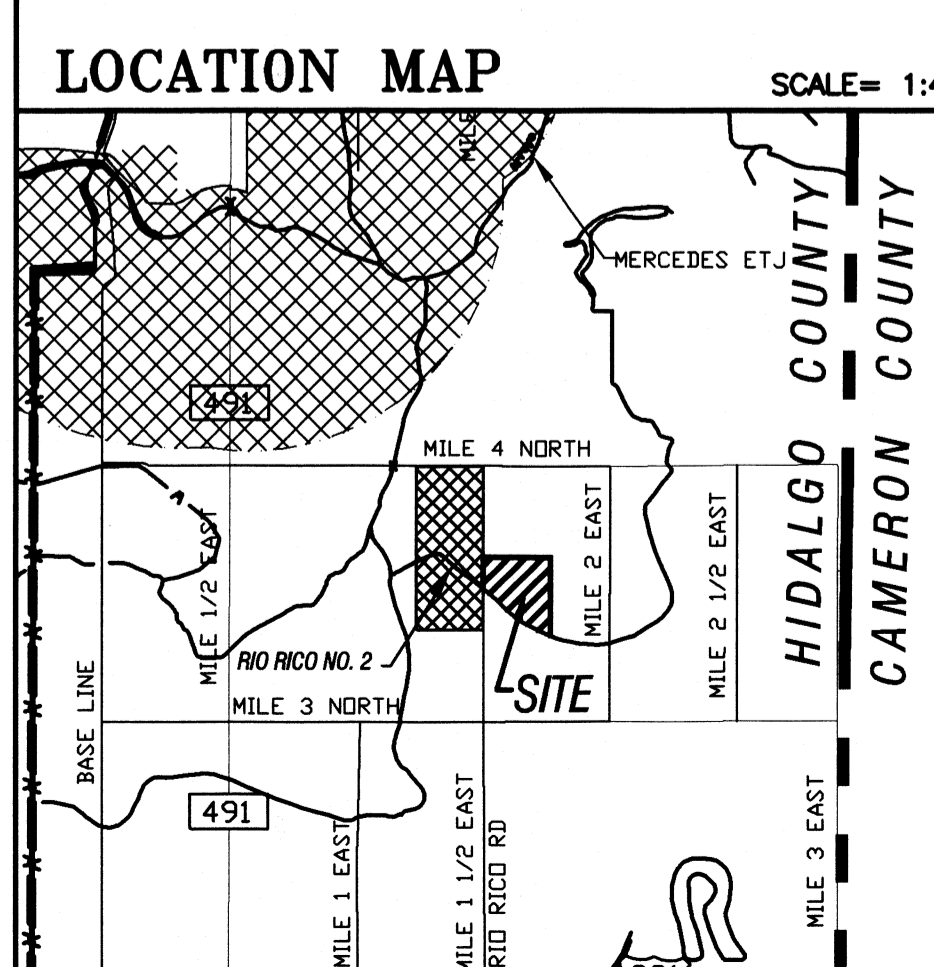 LOCATION MAP
SCALE= 1:4
MILE
MERCEDES ETJ
HIDALGO COUNTY
CAMERON COUNTY
491
MILE 4 NORTH
MILE 1/2 EAST
MILE 2 EAST
MILE 2 1/2 EAST
RIO RICO NO. 2
SITE
MILE 3 NORTH
BASE LINE
491
MILE 1 EAST
MILE 1 1/2 EAST
RIO RICO RD
MILE 3 EAST